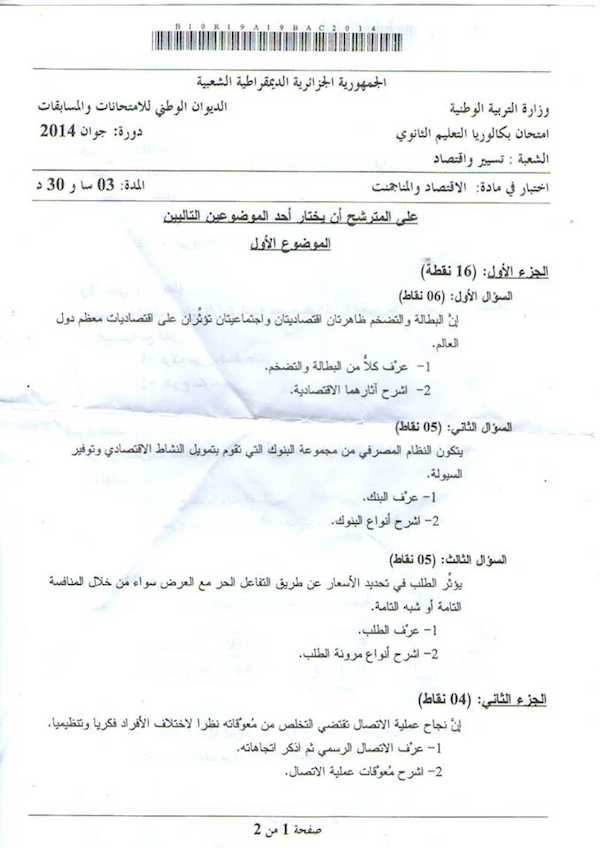 B10R19A19BAC2014
الجمهورية الجزائرية الديمقراطية الشعبية
وزارة التربية الوطنية الديوان الوطني للامتحانات والمسابقات
امتحان بكالوريا التعليم الثانوي دورة: جوان 2014
الشعبة : تسيير واقتصاد
اختبار في مادة: الاقتصاد والمناجمنت المدة: 03 سا و 30 د
على المترشح أن يختار أحد الموضوعين التاليين
الموضوع الأول
الجزء الأول: (16 نقطة)
السؤال الأول: (06 نقاط)
إنّ البطالة والتضخم ظاهرتان اقتصاديتان واجتماعيتان تؤثّران على اقتصاديات معظم دول
العالم.
1- عرّف كلاًّ من البطالة والتضخم.
2- اشرح آثارهما الاقتصادية.
السؤال الثاني: (05 نقاط)
يتكون النظام المصرفي من مجموعة البنوك التي تقوم بتمويل النشاط الاقتصادي وتوفير
السيولة.
1- عرّف البنك.
2- اشرح أنواع البنوك.
السؤال الثالث: (05 نقاط)
يؤثّر الطلب في تحديد الأسعار عن طريق التفاعل الحر مع العرض سواء من خلال المنافسة
التامة أو شبه التامة.
1- عرّف الطلب.
2- اشرح أنواع مرونة الطلب.
الجزء الثاني: (04 نقاط)
إنّ نجاح عملية الاتصال تقتضي التخلص من مُعوّقاته نظرا لاختلاف الأفراد فكريا وتنظيميا.
1- عرّف الاتصال الرسمي ثم اذكر اتجاهاته.
2- اشرح مُعوّقات عملية الاتصال.
صفحة 1 من 2